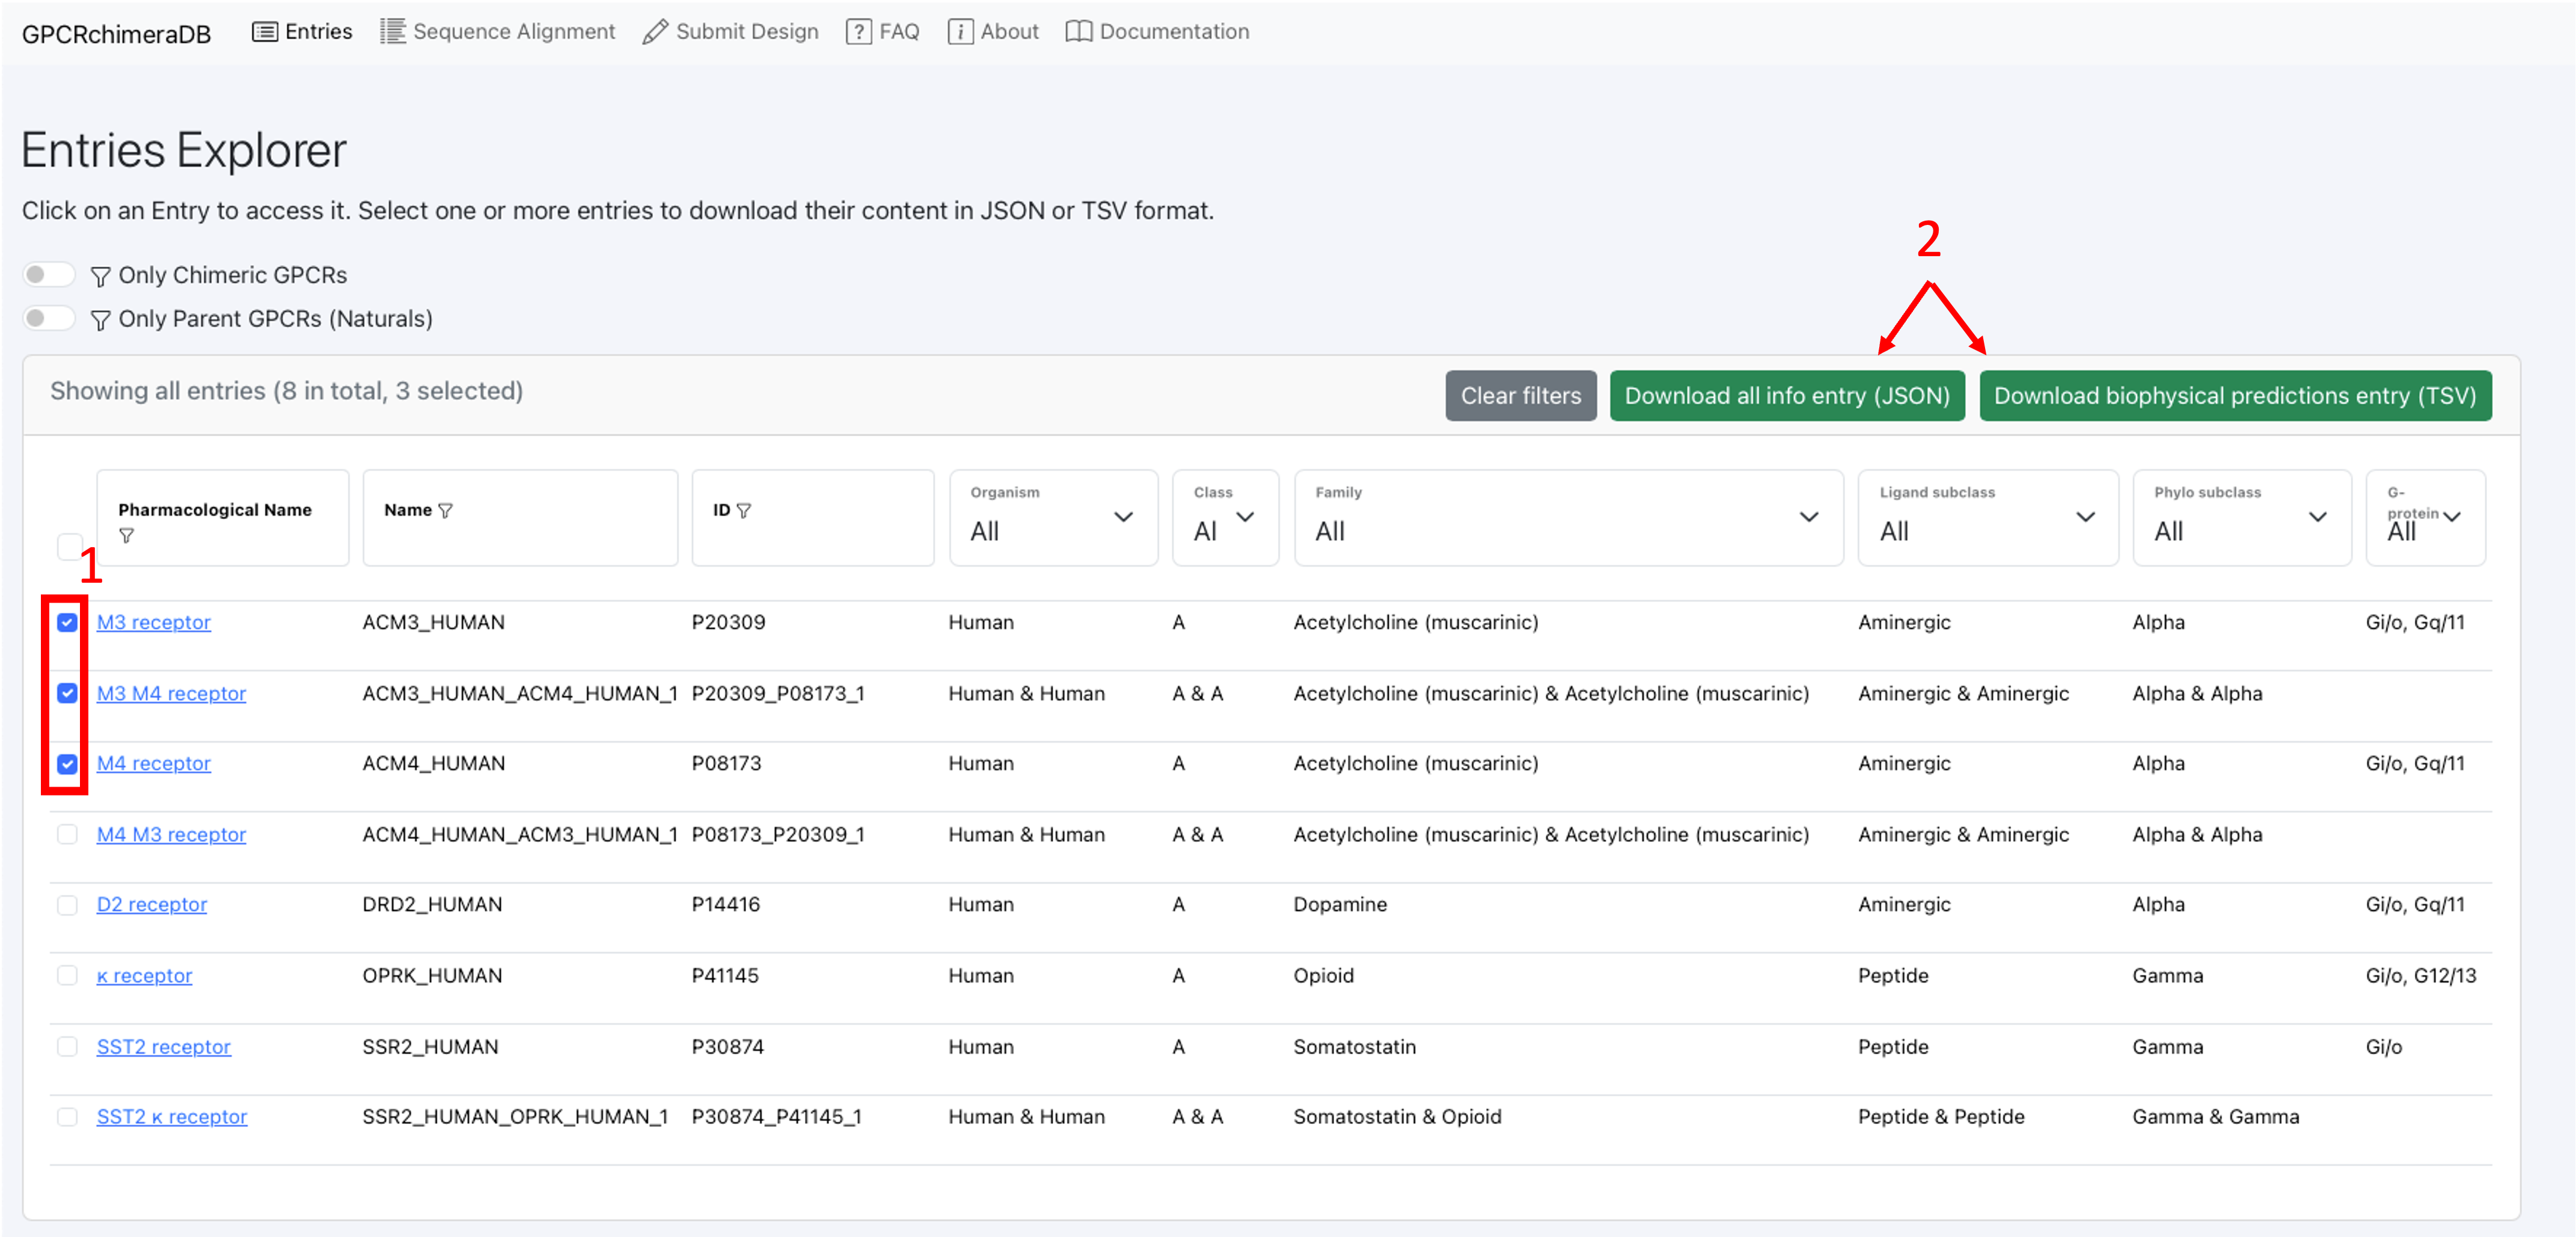 GPCRchimeraDB Entries Sequence Alignment Submit Design ? FAQ i About Documentation
Entries Explorer
Click on an Entry to access it. Select one or more entries to download their content in JSON or TSV format.
2
Only Chimeric GPCRs
Only Parent GPCRs (Naturals)
Showing all entries (8 in total, 3 selected) Clear filters Download all info entry (JSON) Download biophysical predictions entry (TSV)
Pharmacological Name Name ID Organism All Class Al Family All Ligand subclass All Phylo subclass All G-protein All
1
M3 receptor ACM3_HUMAN P20309 Human A Acetylcholine (muscarinic) Aminergic Alpha Gi/o, Gq/11
M3 M4 receptor ACM3_HUMAN_ACM4_HUMAN_1 P20309_P08173_1 Human & Human A & A Acetylcholine (muscarinic) & Acetylcholine (muscarinic) Aminergic & Aminergic Alpha & Alpha
M4 receptor ACM4_HUMAN P08173 Human A Acetylcholine (muscarinic) Aminergic Alpha Gi/o, Gq/11
M4 M3 receptor ACM4_HUMAN_ACM3_HUMAN_1 P08173_P20309_1 Human & Human A & A Acetylcholine (muscarinic) & Acetylcholine (muscarinic) Aminergic & Aminergic Alpha & Alpha
D2 receptor DRD2_HUMAN P14416 Human A Dopamine Aminergic Alpha Gi/o, Gq/11
κ receptor OPRK_HUMAN P41145 Human A Opioid Peptide Gamma Gi/o, G12/13
SST2 receptor SSR2_HUMAN P30874 Human A Somatostatin Peptide Gamma Gi/o
SST2 κ receptor SSR2_HUMAN_OPRK_HUMAN_1 P30874_P41145_1 Human & Human A & A Somatostatin & Opioid Peptide & Peptide Gamma & Gamma